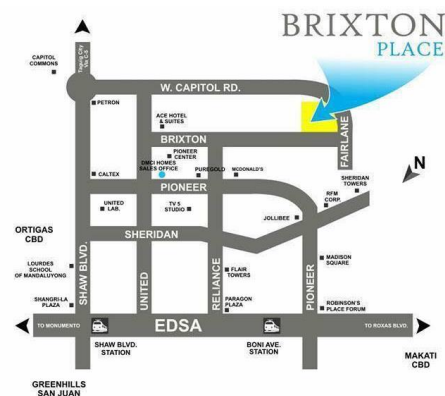 BRIXTON
PLACE
Taguig City
Via C-5
CAPITOL
COMMONS
W. CAPITOL RD.
PETRON
ACE HOTEL
& SUITES
BRIXTON
FAIRLANE
N
PIONEER
CENTER
DMCI HOMES
SALES OFFICE
CALTEX
PUREGOLD
MCDONALD'S
SHERIDAN
TOWERS
PIONEER
RFM
CORP.
UNITED
LAB.
TV 5
STUDIO
JOLLIBEE
ORTIGAS
CBD
SHERIDAN
SHAW BLVD.
UNITED
RELIANCE
PIONEER
MADISON
SQUARE
LOURDES
SCHOOL
OF MANDALUYONG
FLAIR
TOWERS
SHANGRI-LA
PLAZA
PARAGON
PLAZA
ROBINSON'S
PLACE FORUM
TO MONUMENTO
EDSA
TO ROXAS BLVD.
SHAW BLVD.
STATION
BONI AVE.
STATION
MAKATI
CBD
GREENHILLS
SAN JUAN